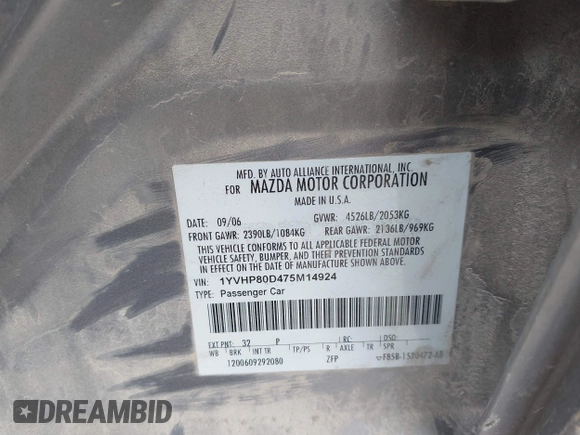 MFD. BY AUTO ALLIANCE INTERNATIONAL, INC.
FOR MAZDA MOTOR CORPORATION
MADE IN U.S.A.
09/06 GVWR: 4526LB/2053KG
FRONT GAWR: 2390LB/1084KG REAR GAWR: 2136LB/969KG
THIS VEHICLE CONFORMS TO ALL APPLICABLE FEDERAL MOTOR
VEHICLE SAFETY, BUMPER, AND THEFT PREVENTION STANDARDS
IN EFFECT ON THE DATE OF MANUFACTURE SHOWN ABOVE.
VIN: 1YVHP80D475M14924
TYPE: Passenger Car
EXT PNT: 32 P RC: DSO:
WB BRK INT TR TP/PS R AXLE TR SPR
1200609292080 ZFP
DREAMBID